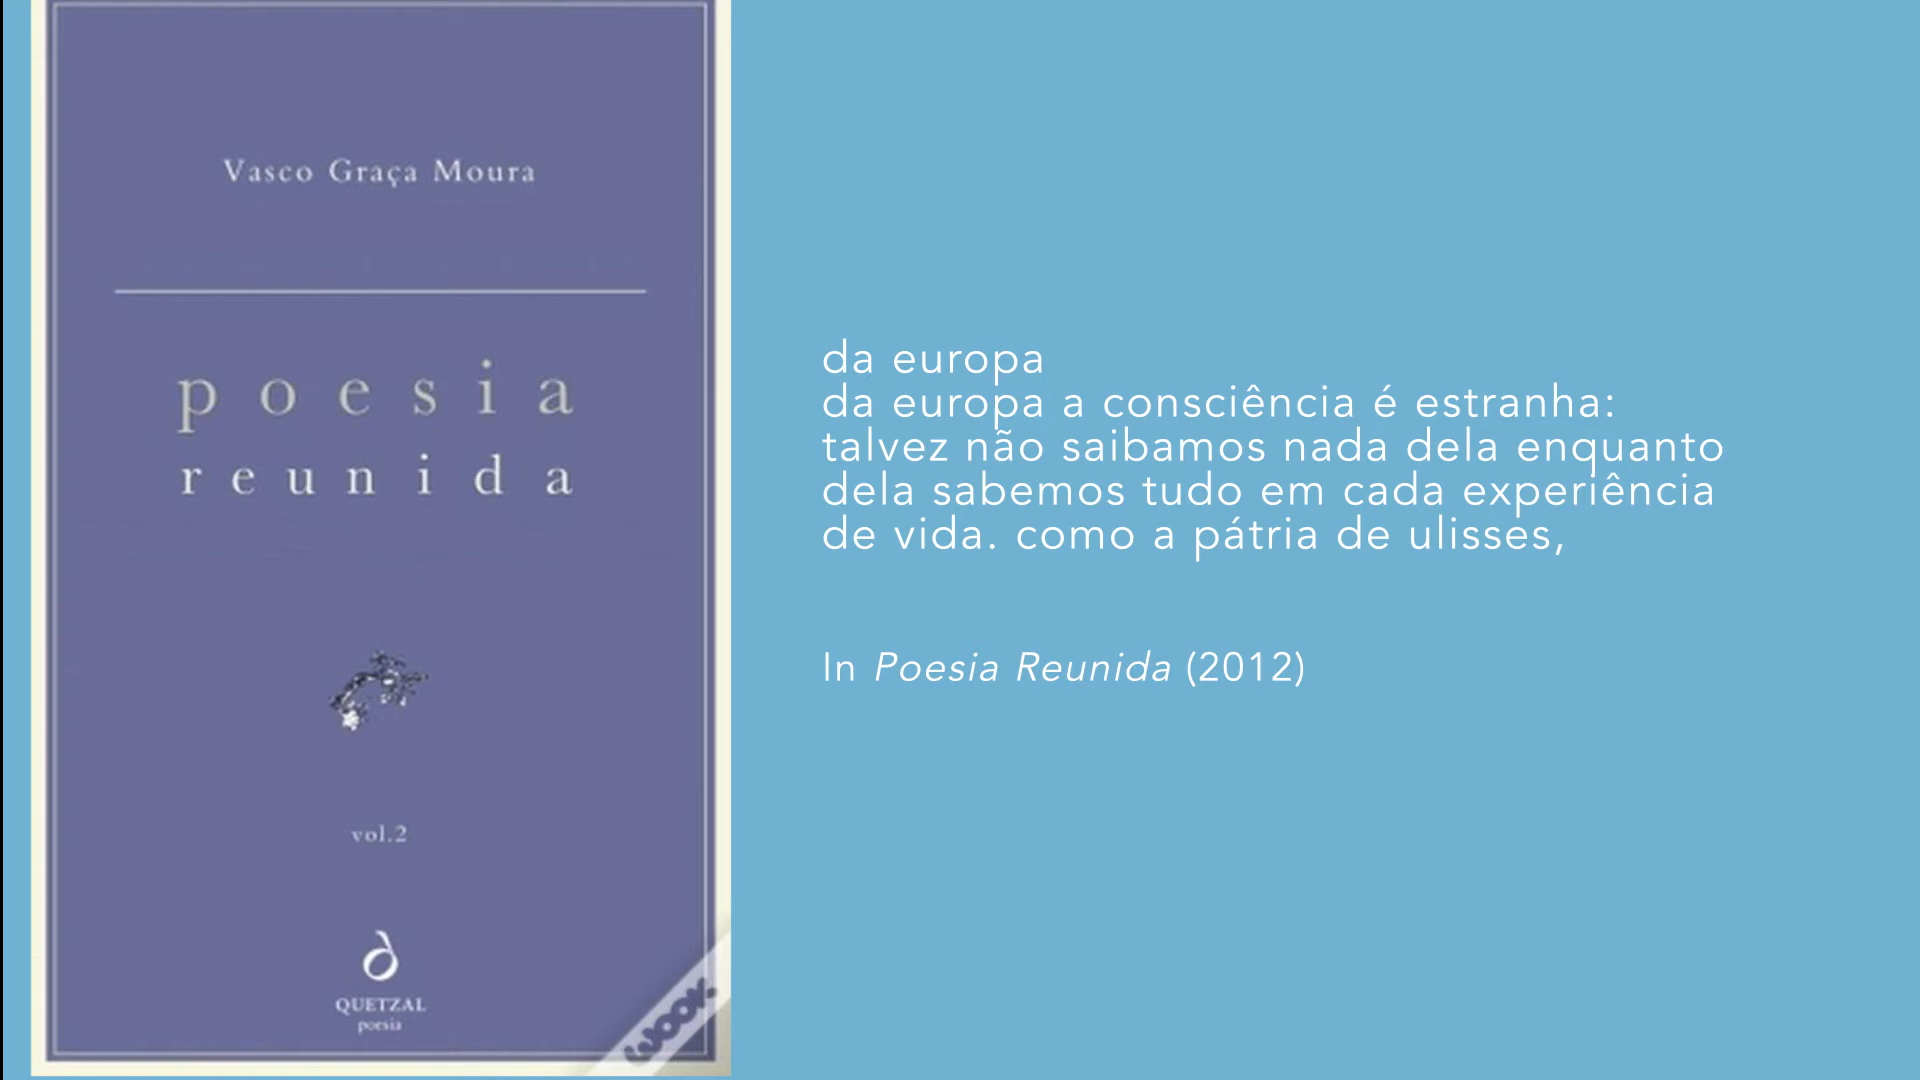 Vasco Graça Moura
poesia
reunida
vol.2
QUETZAL
poesia
wook
da europa
da europa a consciência é estranha:
talvez não saibamos nada dela enquanto
dela sabemos tudo em cada experiência
de vida. como a pátria de ulisses,
In Poesia Reunida (2012)